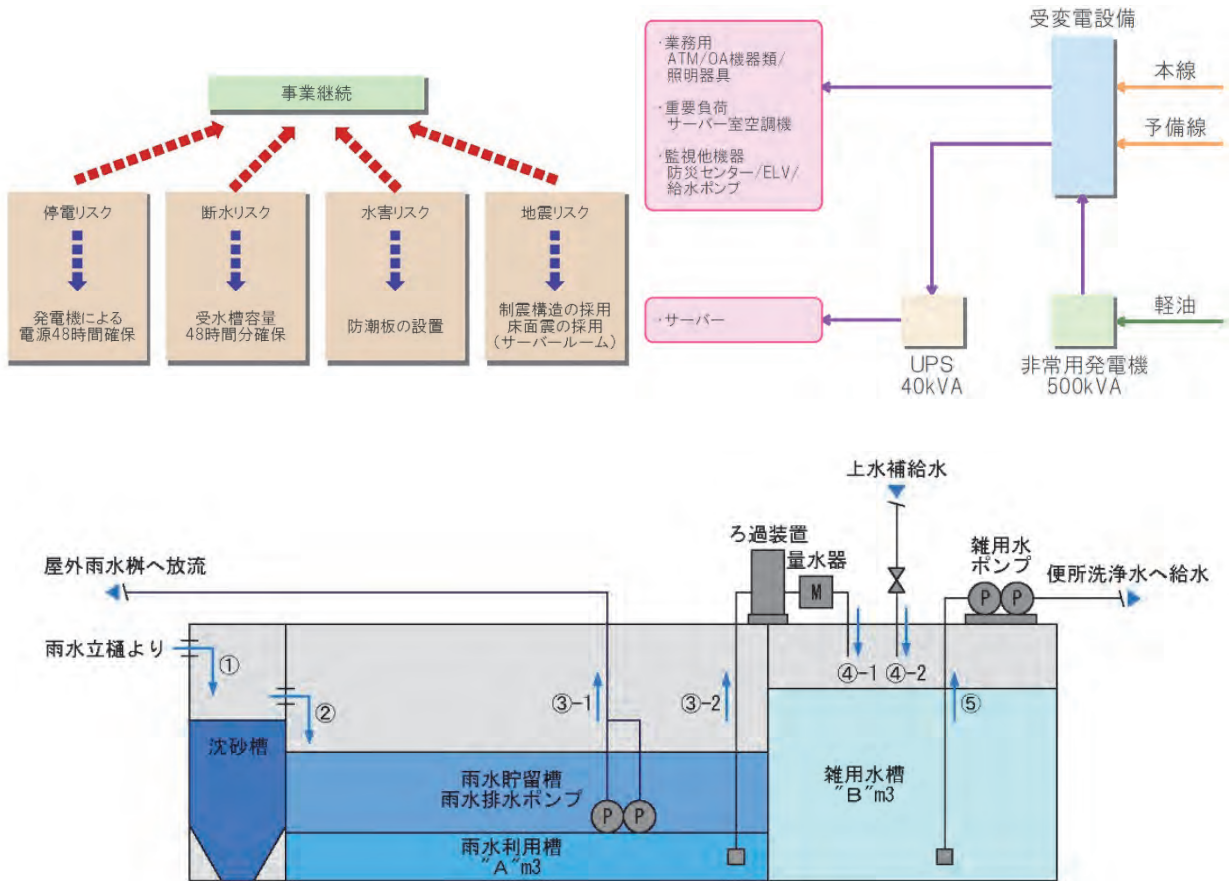 事業継続
停電リスク
発電機による
電源48時間確保
断水リスク
受水槽容量
48時間分確保
水害リスク
防潮板の設置
地震リスク
制震構造の採用
床面震の採用
（サーバールーム）
受変電設備
・業務用
ATM/OA機器類/
照明器具
・重要負荷
サーバー室空調機
・監視他機器
防災センター/ELV/
給水ポンプ
本線
予備線
・サーバー
UPS
40kVA
軽油
非常用発電機
500kVA
上水補給水
ろ過装置
量水器
M
雑用水
ポンプ
P P
便所洗浄水へ給水
屋外雨水桝へ放流
雨水立樋より
①
②
③-1
③-2
④-1
④-2
⑤
沈砂槽
雨水貯留槽
雨水排水ポンプ
P P
雨水利用槽
"A"m3
雑用水槽
"B"m3